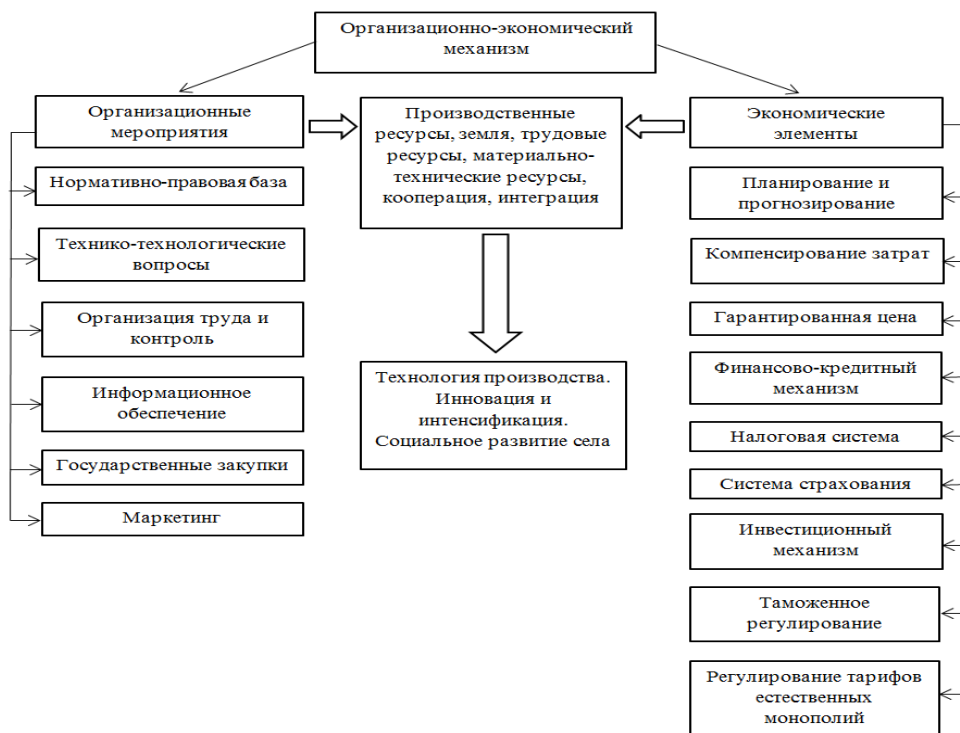 Организационно-экономический
механизм
Организационные
мероприятия
Производственные
ресурсы, земля, трудовые
ресурсы, материально-
технические ресурсы,
кооперация, интеграция
Экономические
элементы
Нормативно-правовая база
Технико-технологические
вопросы
Организация труда и
контроль
Информационное
обеспечение
Государственные закупки
Маркетинг
Технология производства.
Инновация и
интенсификация.
Социальное развитие села
Планирование и
прогнозирование
Компенсирование затрат
Гарантированная цена
Финансово-кредитный
механизм
Налоговая система
Система страхования
Инвестиционный
механизм
Таможенное
регулирование
Регулирование тарифов
естественных
монополий